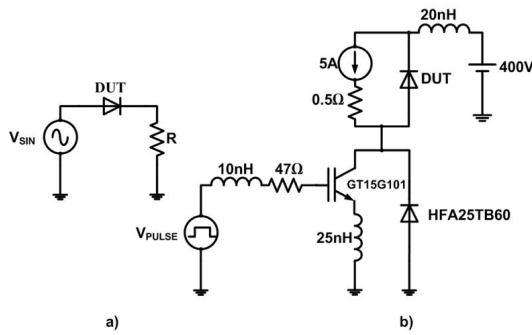 20nH
5A
DUT
400V
0.5Ω
DUT
V_SIN
R
10nH
47Ω
GT15G101
V_PULSE
HFA25TB60
25nH
a)
b)